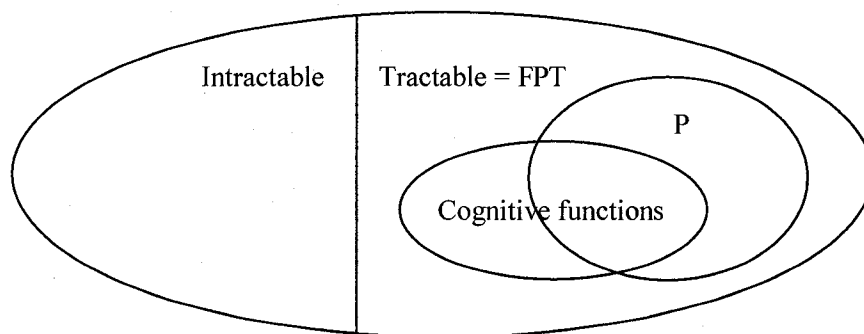 Intractable
Tractable = FPT
P
Cognitive functions